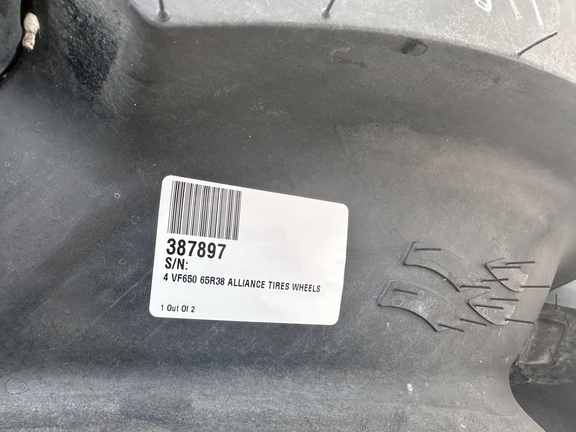 387897
S/N:
4 VF650 65R38 ALLIANCE TIRES WHEELS
1 Out Of 2